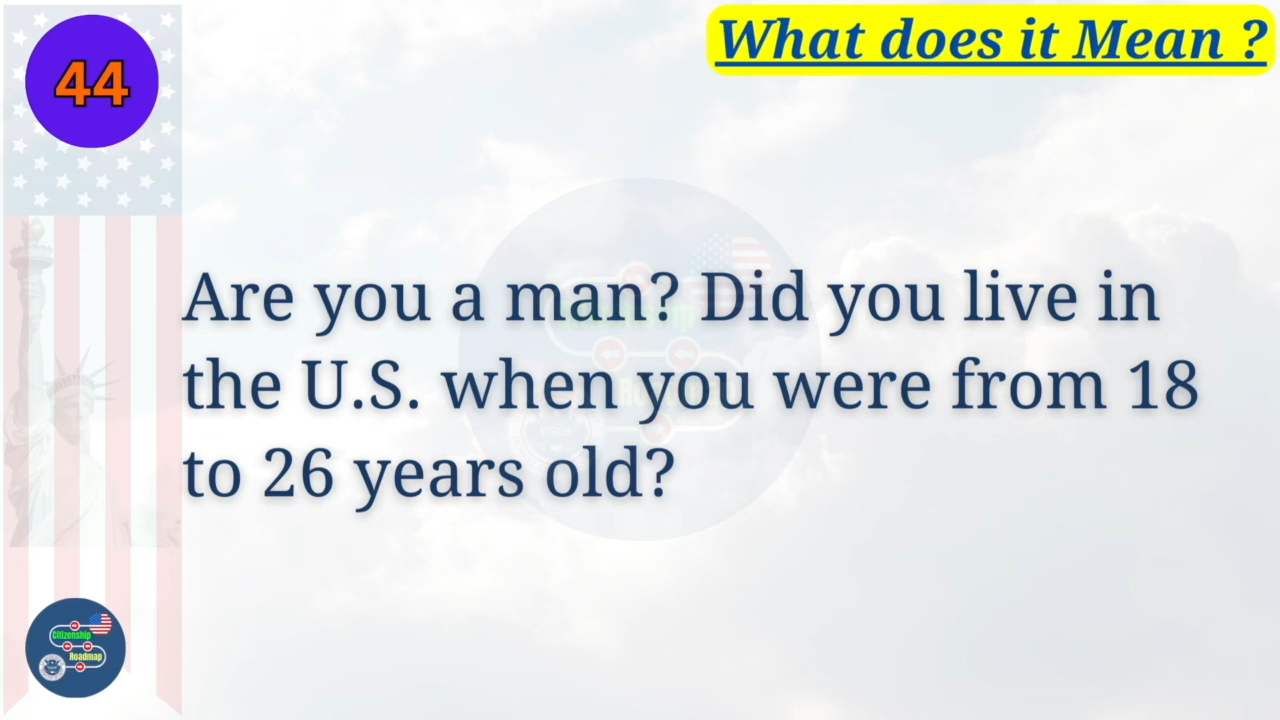 44
What does it Mean ?
Are you a man? Did you live in
the U.S. when you were from 18
to 26 years old?
Citizenship
Roadmap